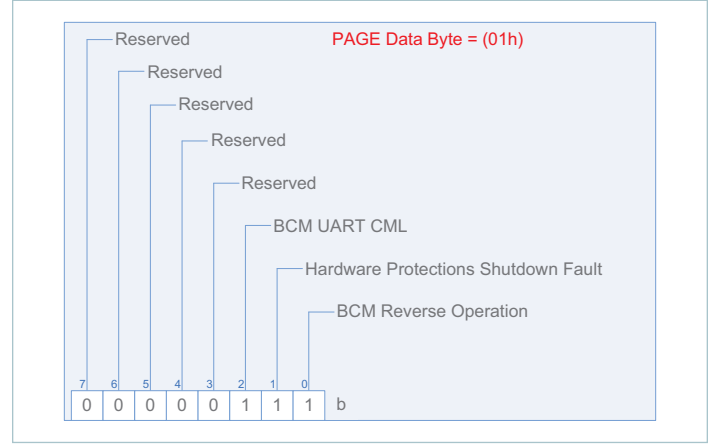 Reserved PAGE Data Byte = (01h)
Reserved
Reserved
Reserved
Reserved
BCM UART CML
Hardware Protections Shutdown Fault
BCM Reverse Operation
7 6 5 4 3 2 1 0
0 0 0 0 0 1 1 1 b